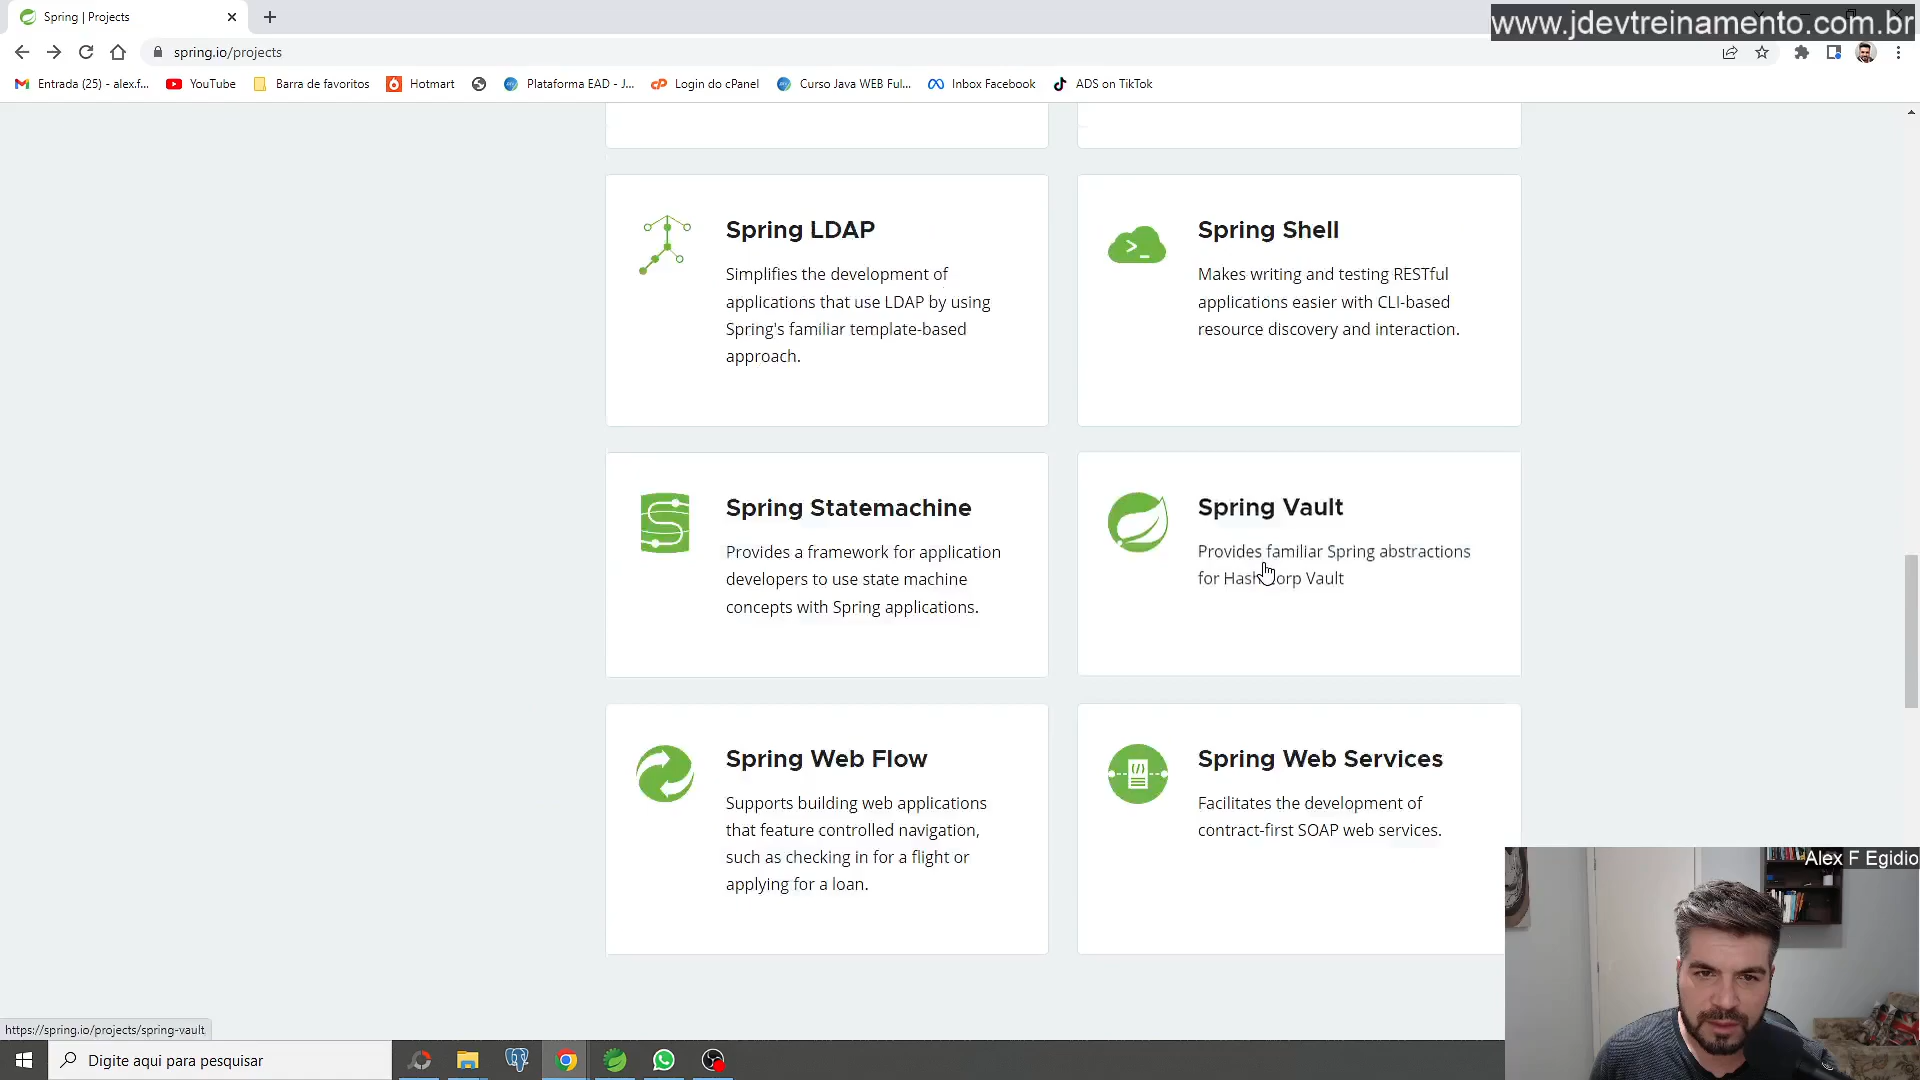 Spring | Projects
www.jdevtreinamento.com.br
spring.io/projects
Entrada (25) - alex.f...
YouTube
Barra de favoritos
Hotmart
Plataforma EAD - J...
cP
Login do cPanel
Curso Java WEB Ful...
Inbox Facebook
ADS on TikTok
Spring LDAP
Simplifies the development of
applications that use LDAP by using
Spring's familiar template-based
approach.
Spring Shell
Makes writing and testing RESTful
applications easier with CLI-based
resource discovery and interaction.
Spring Statemachine
Provides a framework for application
developers to use state machine
concepts with Spring applications.
Spring Vault
Provides familiar Spring abstractions
for HashiCorp Vault
Spring Web Flow
Supports building web applications
that feature controlled navigation,
such as checking in for a flight or
applying for a loan.
Spring Web Services
Facilitates the development of
contract-first SOAP web services.
Alex F Egidio
https://spring.io/projects/spring-vault
Digite aqui para pesquisar